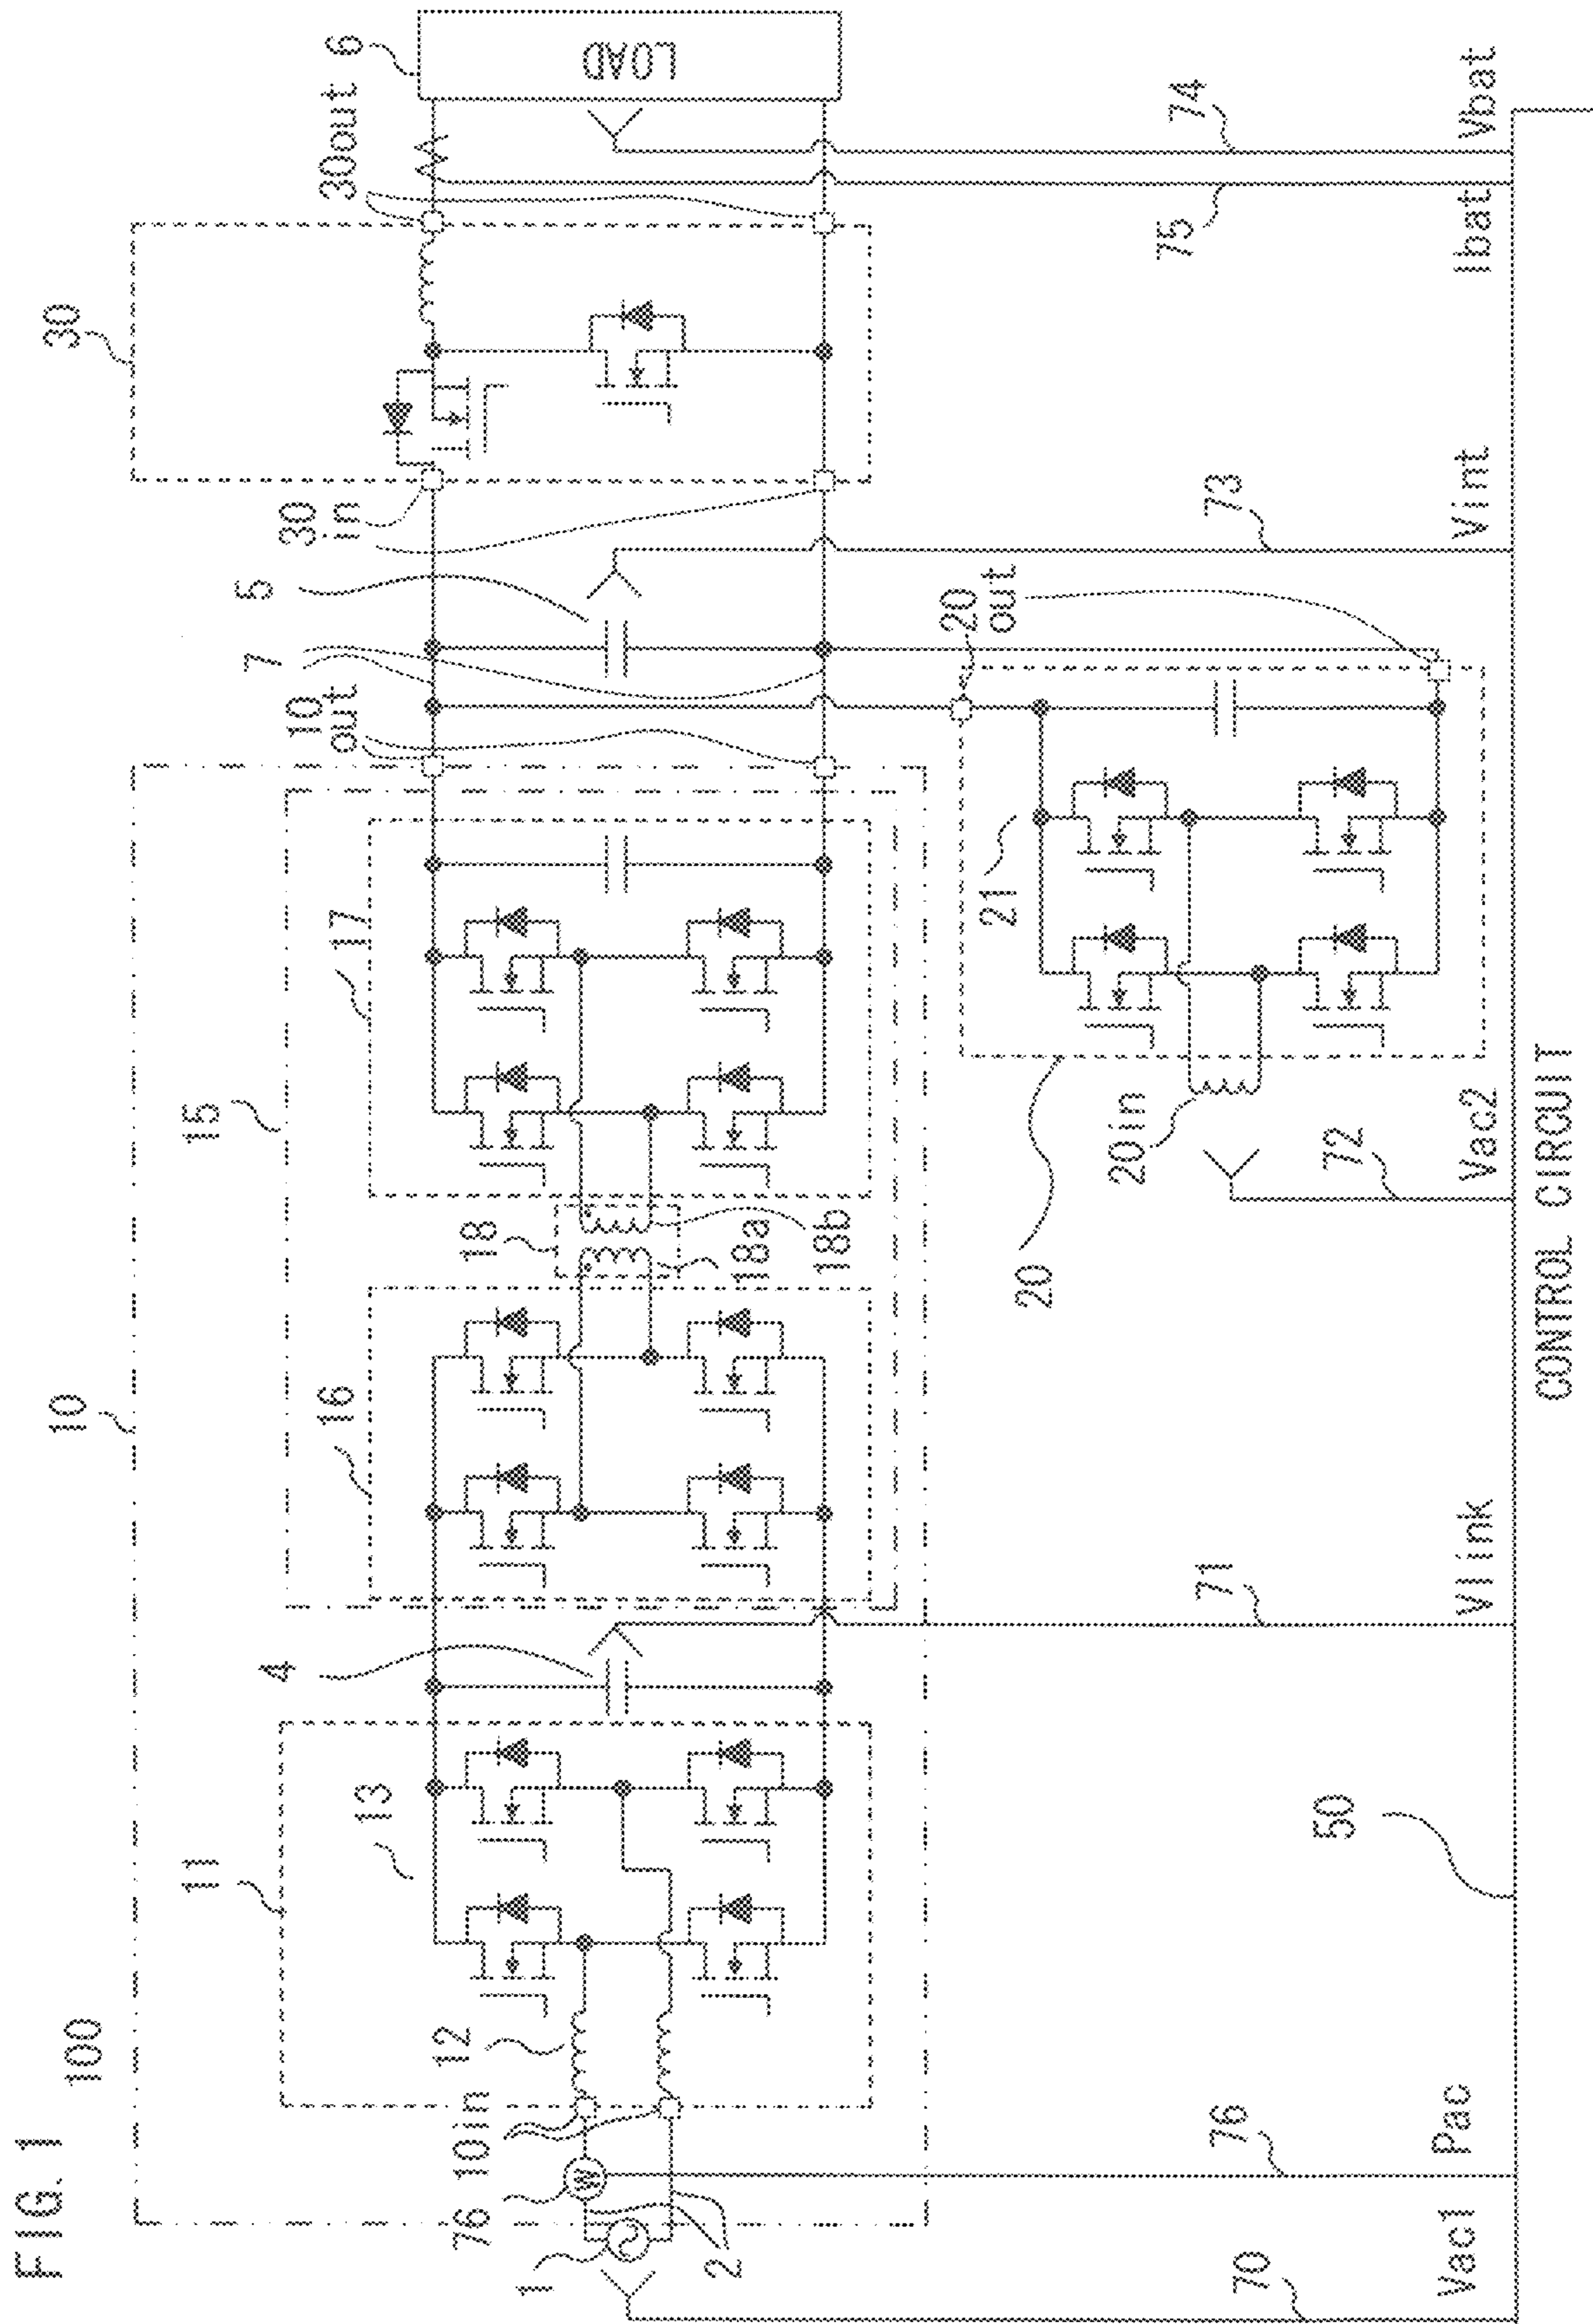 FIG. 1
100
10
30
11
15
13
16
17
18
18a
18b
12
10in
76
1
2
4
7
5
10
out
30
in
30out
6
LOAD
21
20
out
20
20in
50
70
76
71
72
73
75
74
Vac1
Pac
Vlink
Vac2
Vint
Ibat
Vbat
CONTROL CIRCUIT